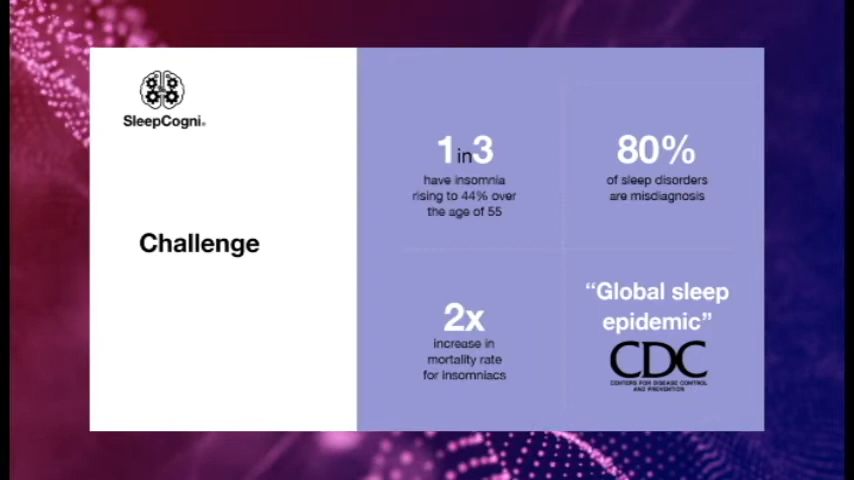 SleepCogni®
Challenge
1in3
have insomnia
rising to 44% over
the age of 55
80%
of sleep disorders
are misdiagnosis
2x
increase in
mortality rate
for insomniacs
“Global sleep
epidemic”
CDC
CENTERS FOR DISEASE CONTROL
AND PREVENTION